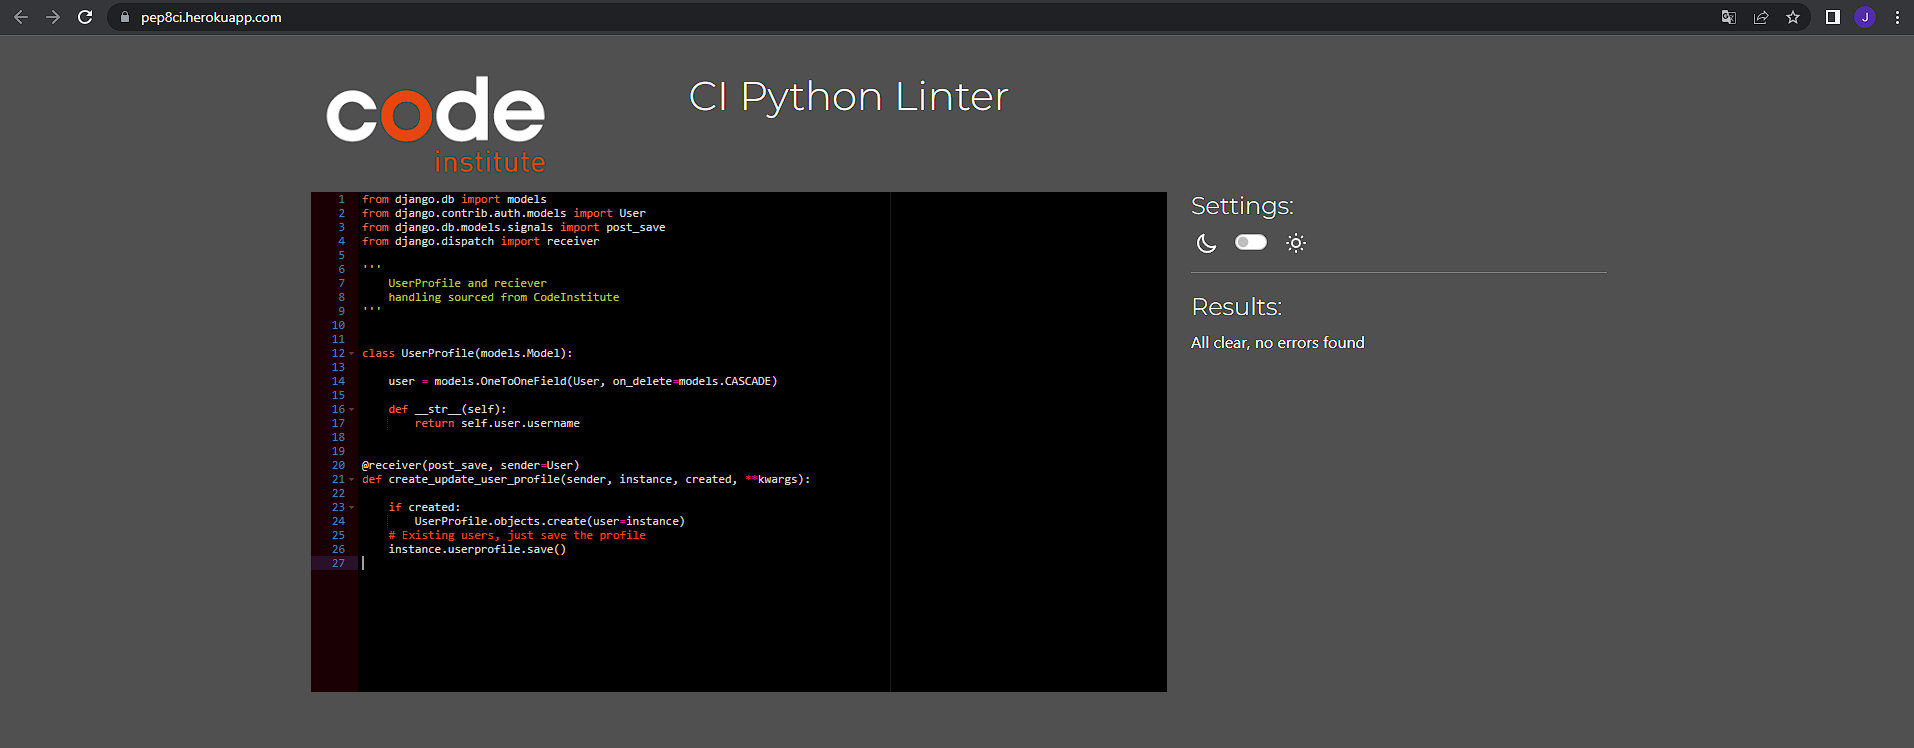 pep8ci.herokuapp.com
J
code
institute
CI Python Linter
1 from django.db import models
2 from django.contrib.auth.models import User
3 from django.db.models.signals import post_save
4 from django.dispatch import receiver
5
6 '''
7     UserProfile and reciever
8     handling sourced from CodeInstitute
9 '''
10
11
12 class UserProfile(models.Model):
13
14     user = models.OneToOneField(User, on_delete=models.CASCADE)
15
16     def __str__(self):
17         return self.user.username
18
19
20 @receiver(post_save, sender=User)
21 def create_update_user_profile(sender, instance, created, **kwargs):
22
23     if created:
24         UserProfile.objects.create(user=instance)
25     # Existing users, just save the profile
26     instance.userprofile.save()
27
Settings:
Results:
All clear, no errors found